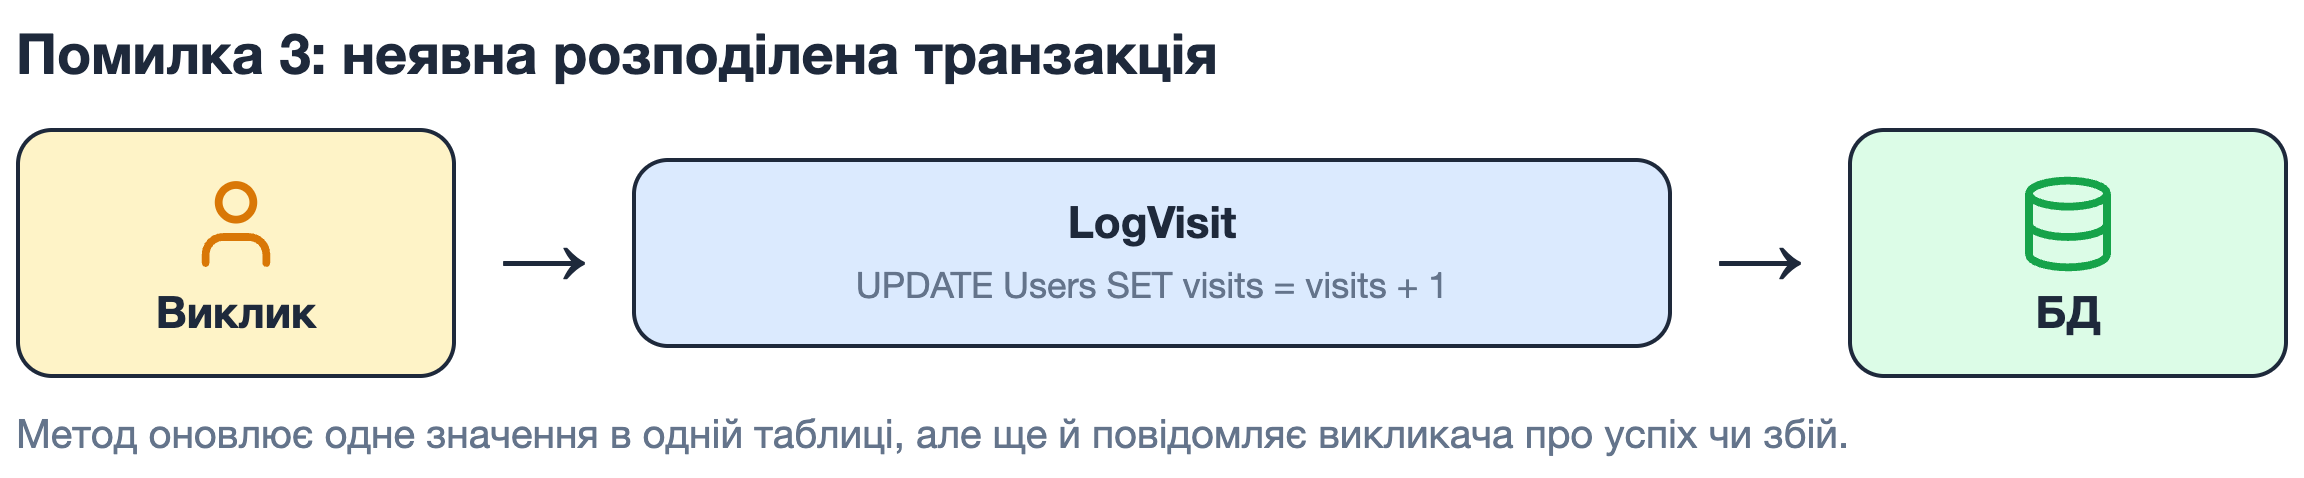 Помилка 3: неявна розподілена транзакція
Виклик
LogVisit
UPDATE Users SET visits = visits + 1
БД
Метод оновлює одне значення в одній таблиці, але ще й повідомляє викликача про успіх чи збій.